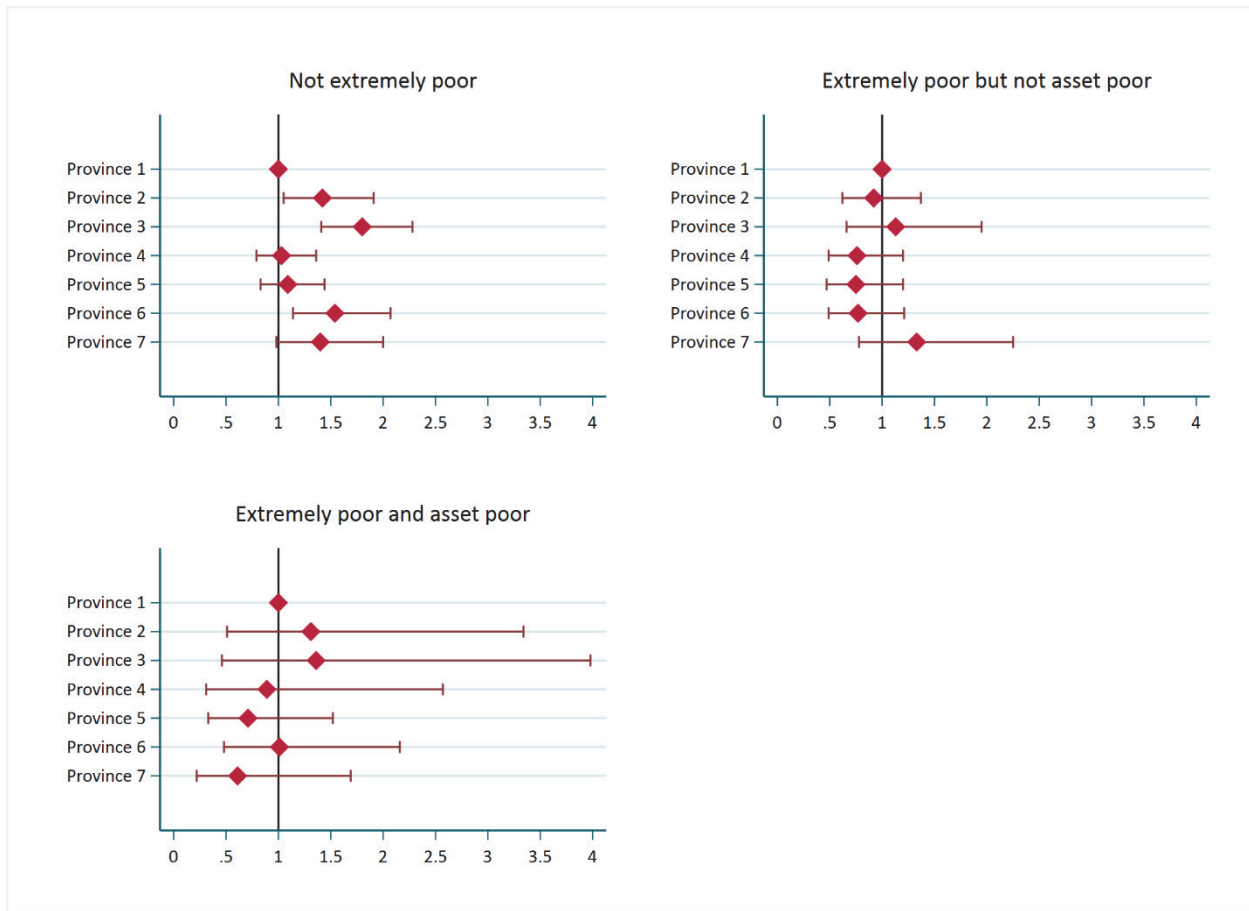 Not extremely poor
Province 1
Province 2
Province 3
Province 4
Province 5
Province 6
Province 7
0 .5 1 1.5 2 2.5 3 3.5 4
Extremely poor but not asset poor
Province 1
Province 2
Province 3
Province 4
Province 5
Province 6
Province 7
0 .5 1 1.5 2 2.5 3 3.5 4
Extremely poor and asset poor
Province 1
Province 2
Province 3
Province 4
Province 5
Province 6
Province 7
0 .5 1 1.5 2 2.5 3 3.5 4